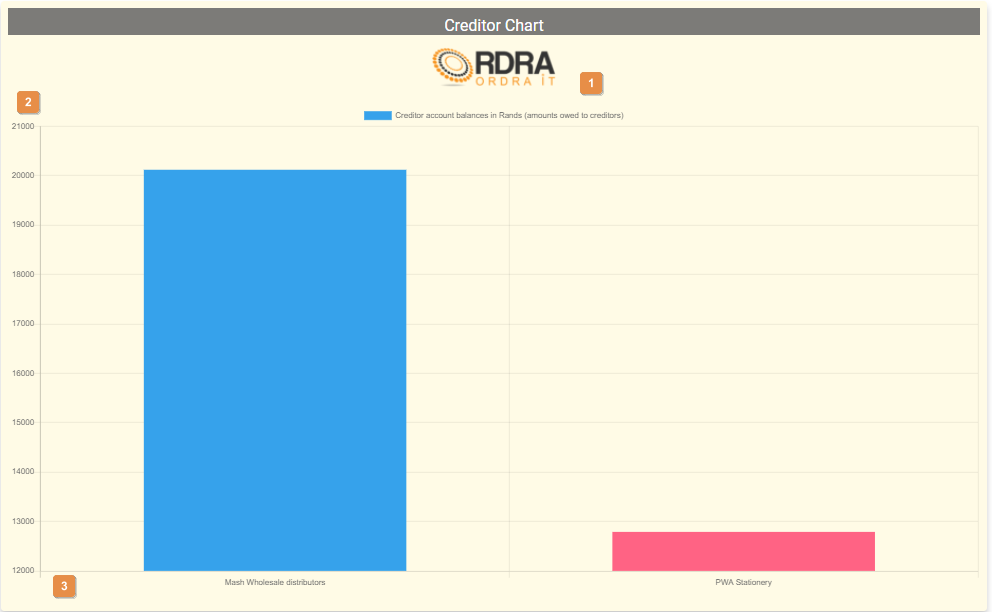 Creditor Chart
RDRA
ORDRA iT
1
2
Creditor account balances in Rands (amounts owed to creditors)
21000
20000
19000
18000
17000
16000
15000
14000
13000
12000
Mash Wholesale distributors
PWA Stationery
3